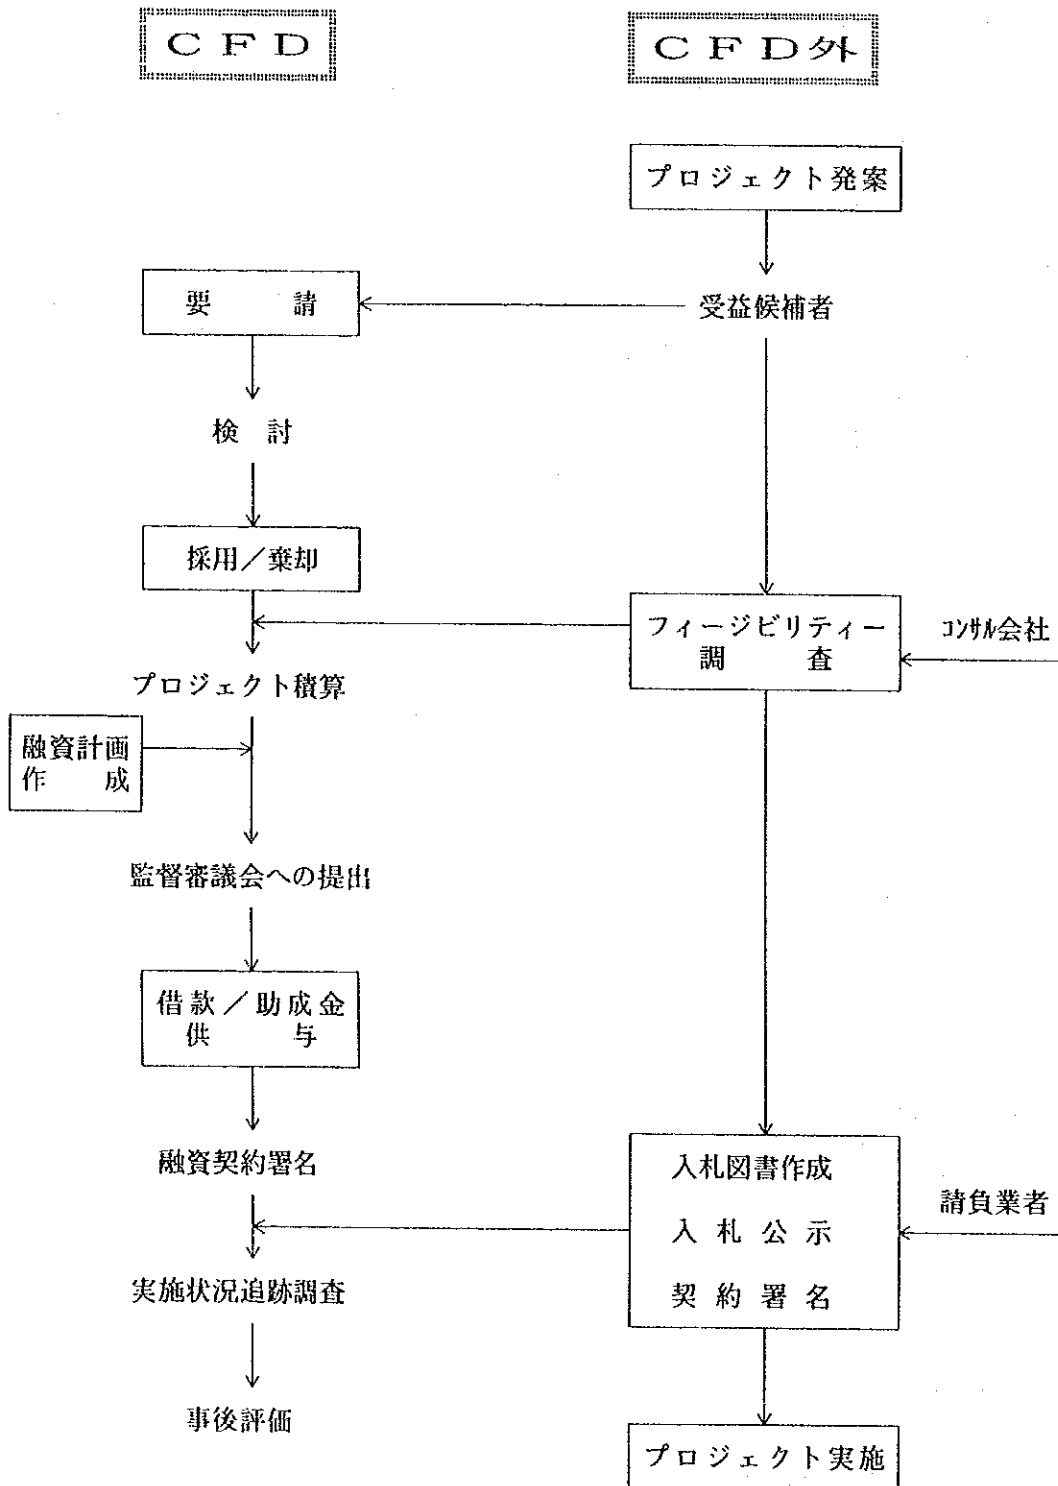 CFD
CFD外
プロジェクト発案
要請
受益候補者
検討
採用／棄却
フィージビリティー
調査
コンサル会社
プロジェクト積算
融資計画
作成
監督審議会への提出
借款／助成金
供与
融資契約署名
入札図書作成
入札公示
契約署名
請負業者
実施状況追跡調査
事後評価
プロジェクト実施